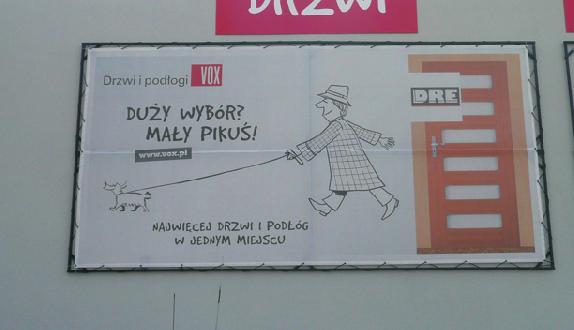 DRZWI
Drzwi i podłogi VOX
DUŻY WYBÓR?
MAŁY PIKUŚ!
www.vox.pl
DRE
NAJWIĘCEJ DRZWI I PODŁÓG
W JEDNYM MIEJSCU